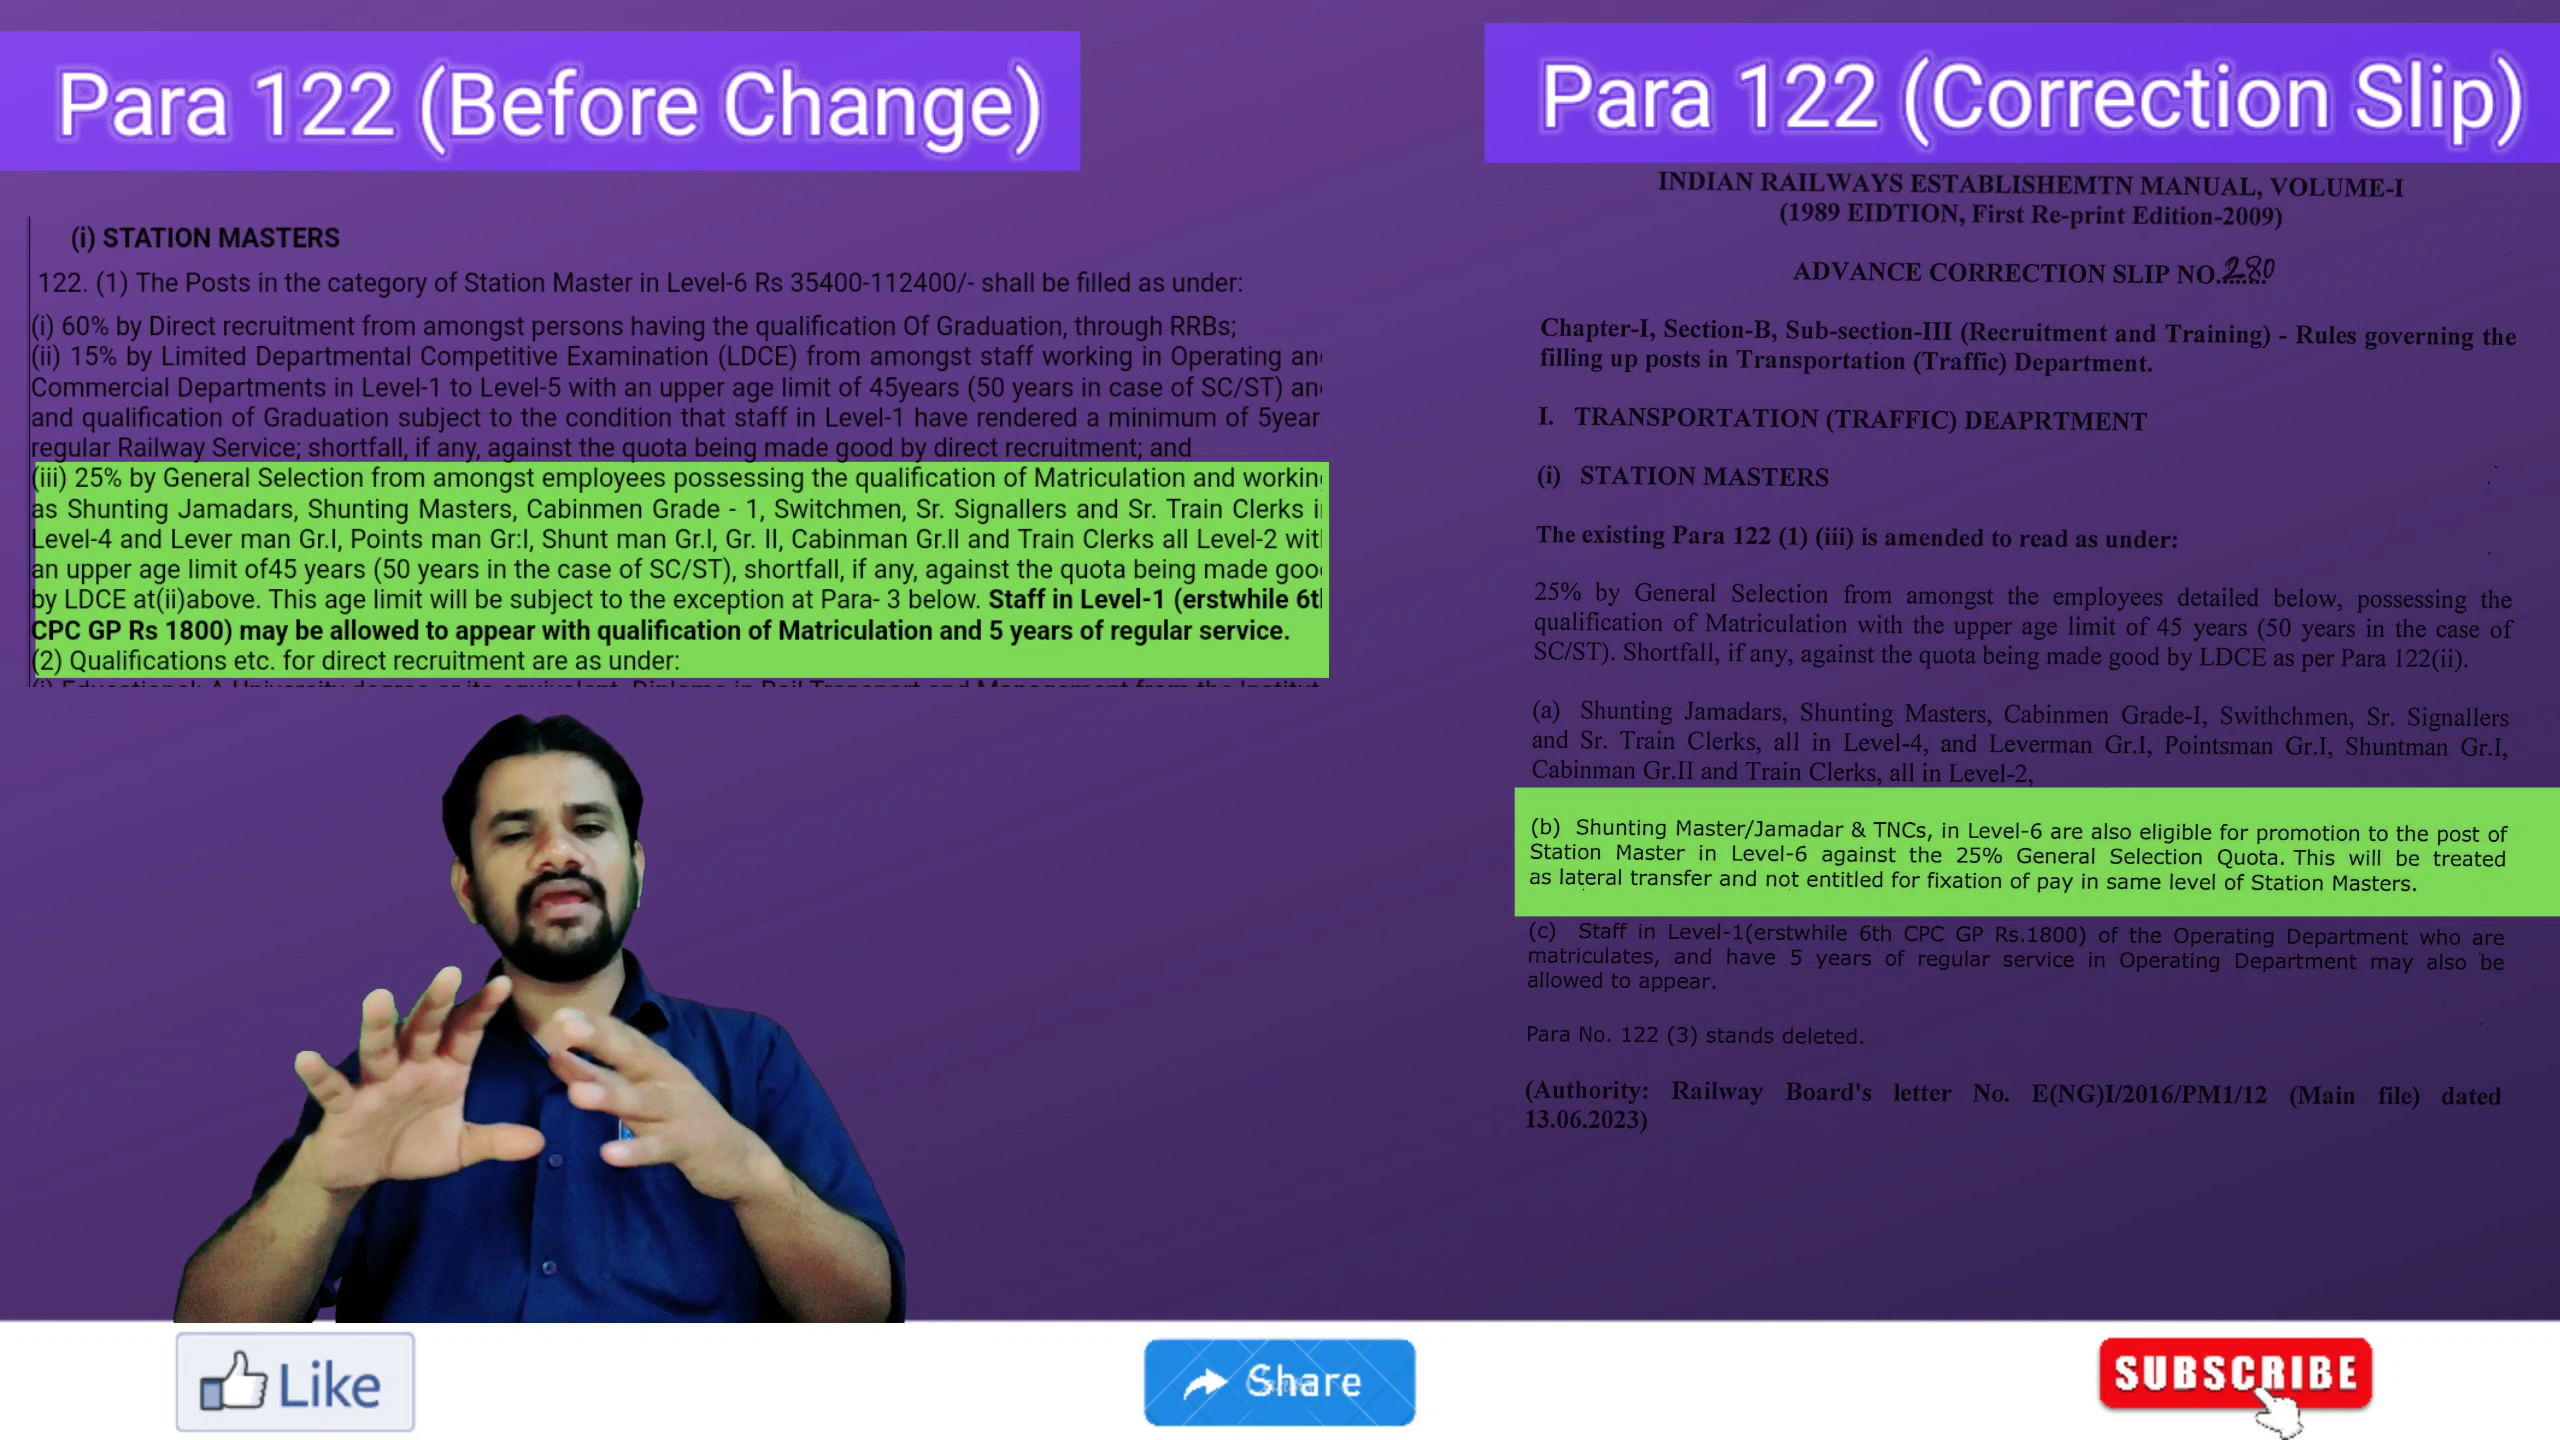 Para 122 (Before Change)
(i) STATION MASTERS
122. (1) The Posts in the category of Station Master in Level-6 Rs 35400-112400/- shall be filled as under:
(i) 60% by Direct recruitment from amongst persons having the qualification Of Graduation, through RRBs;
(ii) 15% by Limited Departmental Competitive Examination (LDCE) from amongst staff working in Operating an
Commercial Departments in Level-1 to Level-5 with an upper age limit of 45years (50 years in case of SC/ST) an
and qualification of Graduation subject to the condition that staff in Level-1 have rendered a minimum of 5year
regular Railway Service; shortfall, if any, against the quota being made good by direct recruitment; and
(iii) 25% by General Selection from amongst employees possessing the qualification of Matriculation and workin
as Shunting Jamadars, Shunting Masters, Cabinmen Grade - 1, Switchmen, Sr. Signallers and Sr. Train Clerks i
Level-4 and Lever man Gr.I, Points man Gr:I, Shunt man Gr.I, Gr. II, Cabinman Gr.II and Train Clerks all Level-2 wit
an upper age limit of45 years (50 years in the case of SC/ST), shortfall, if any, against the quota being made goo
by LDCE at(ii)above. This age limit will be subject to the exception at Para- 3 below. Staff in Level-1 (erstwhile 6t
CPC GP Rs 1800) may be allowed to appear with qualification of Matriculation and 5 years of regular service.
(2) Qualifications etc. for direct recruitment are as under:
Para 122 (Correction Slip)
INDIAN RAILWAYS ESTABLISHEMTN MANUAL, VOLUME-I
(1989 EIDTION, First Re-print Edition-2009)
ADVANCE CORRECTION SLIP NO.280
Chapter-I, Section-B, Sub-section-III (Recruitment and Training) - Rules governing the
filling up posts in Transportation (Traffic) Department.
I. TRANSPORTATION (TRAFFIC) DEAPRTMENT
(i) STATION MASTERS
The existing Para 122 (1) (iii) is amended to read as under:
25% by General Selection from amongst the employees detailed below, possessing the
qualification of Matriculation with the upper age limit of 45 years (50 years in the case of
SC/ST). Shortfall, if any, against the quota being made good by LDCE as per Para 122(ii).
(a) Shunting Jamadars, Shunting Masters, Cabinmen Grade-I, Swithchmen, Sr. Signallers
and Sr. Train Clerks, all in Level-4, and Leverman Gr.I, Pointsman Gr.I, Shuntman Gr.I,
Cabinman Gr.II and Train Clerks, all in Level-2,
(b) Shunting Master/Jamadar & TNCs, in Level-6 are also eligible for promotion to the post of
Station Master in Level-6 against the 25% General Selection Quota. This will be treated
as lateral transfer and not entitled for fixation of pay in same level of Station Masters.
(c) Staff in Level-1(erstwhile 6th CPC GP Rs.1800) of the Operating Department who are
matriculates, and have 5 years of regular service in Operating Department may also be
allowed to appear.
Para No. 122 (3) stands deleted.
(Authority: Railway Board's letter No. E(NG)I/2016/PM1/12 (Main file) dated
13.06.2023)
Like
Share
SUBSCRIBE